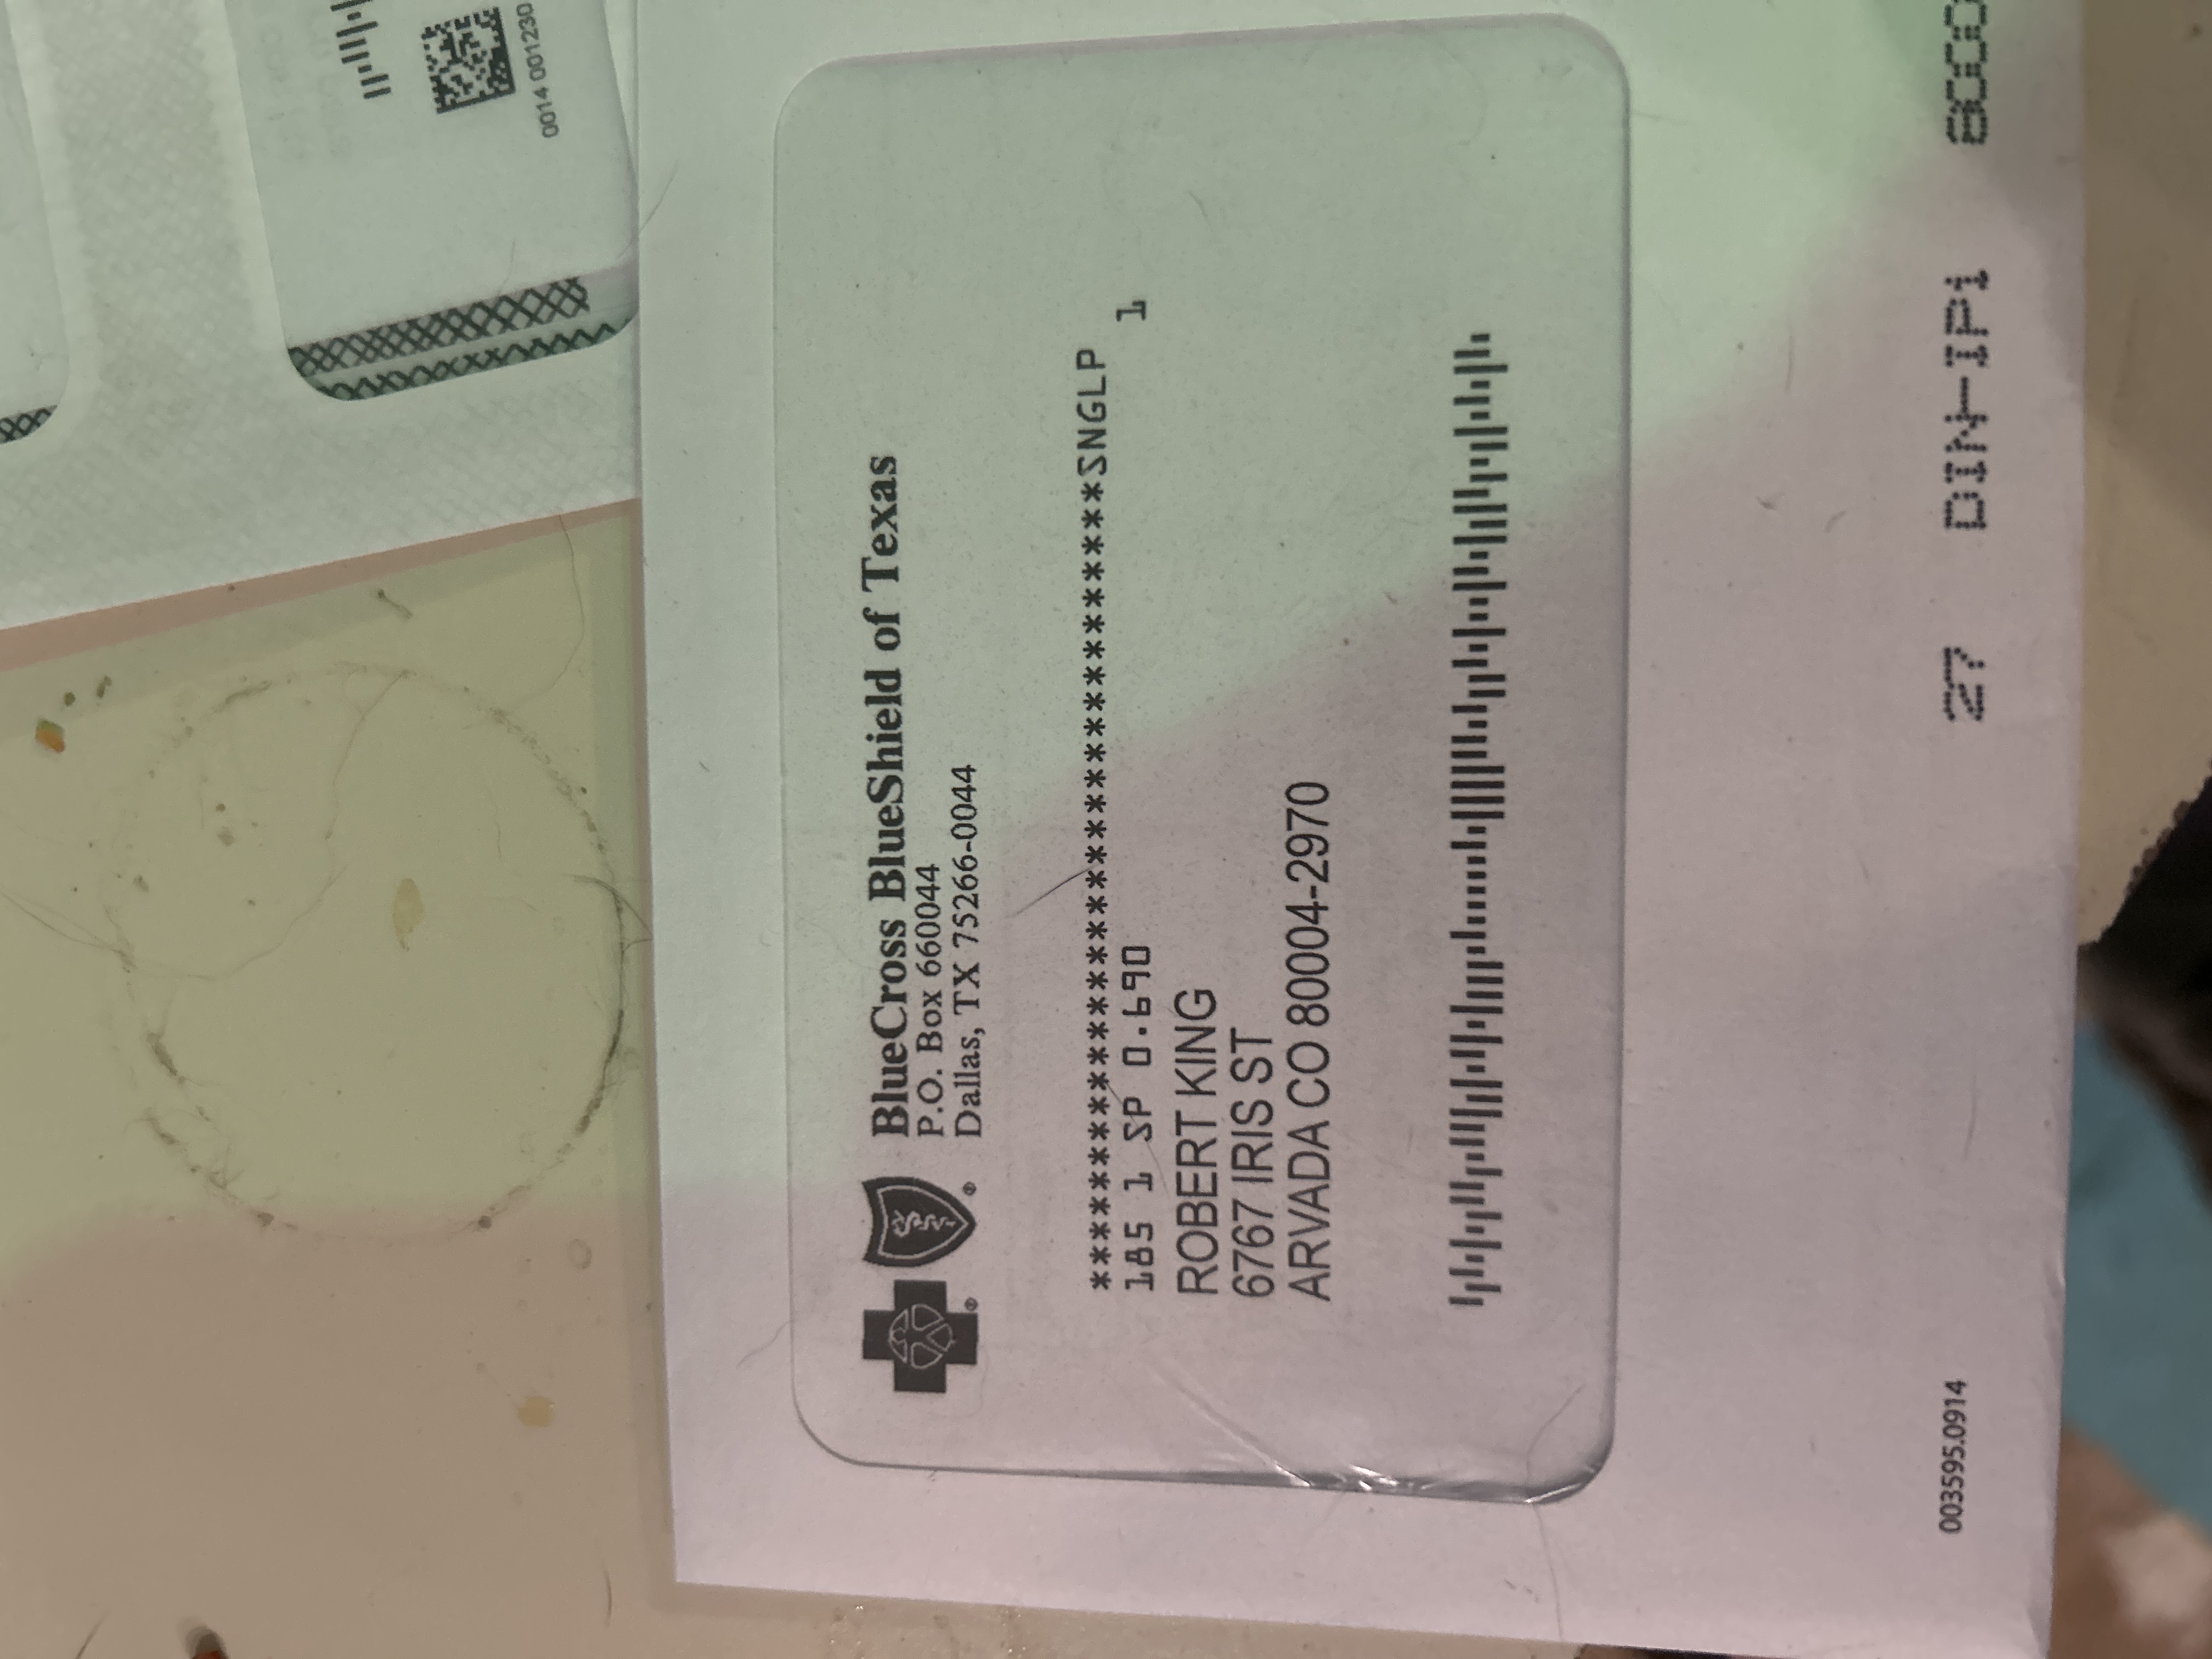 0014 001230
BlueCross BlueShield of Texas
P.O. Box 660044
Dallas, TX 75266-0044
********************************SNGLP
185 1 SP 0.690 1
ROBERT KING
6767 IRIS ST
ARVADA CO 80004-2970
003595.0914
27 DIN-IP1